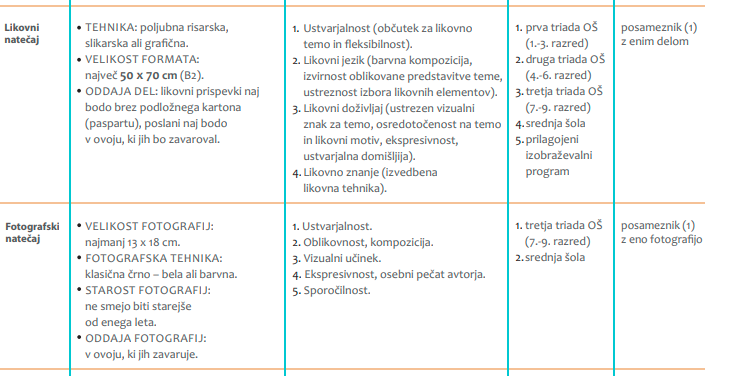 Likovni
natečaj
• TEHNIKA: poljubna risarska,
slikarska ali grafična.
• VELIKOST FORMATA:
največ 50 x 70 cm (B2).
• ODDAJA DEL: likovni prispevki naj
bodo brez podložnega kartona
(paspartu), poslani naj bodo
v ovoju, ki jih bo zavaroval.
1. Ustvarjalnost (občutek za likovno
temo in fleksibilnost).
2. Likovni jezik (barvna kompozicija,
izvirnost oblikovane predstavitve teme,
ustreznost izbora likovnih elementov).
3. Likovni doživljaj (ustrezen vizualni
znak za temo, osredotočenost na temo
in likovni motiv, ekspresivnost,
ustvarjalna domišljija).
4. Likovno znanje (izvedbena
likovna tehnika).
1. prva triada OŠ
(1.-3. razred)
2. druga triada OŠ
(4.-6. razred)
3. tretja triada OŠ
(7.-9. razred)
4. srednja šola
5. prilagojeni
izobraževalni
program
posameznik (1)
z enim delom
Fotografski
natečaj
• VELIKOST FOTOGRAFIJ:
najmanj 13 x 18 cm.
• FOTOGRAFSKA TEHNIKA:
klasična črno – bela ali barvna.
• STAROST FOTOGRAFIJ:
ne smejo biti starejše
od enega leta.
• ODDAJA FOTOGRAFIJ:
v ovoju, ki jih zavaruje.
1. Ustvarjalnost.
2. Oblikovnost, kompozicija.
3. Vizualni učinek.
4. Ekspresivnost, osebni pečat avtorja.
5. Sporočilnost.
1. tretja triada OŠ
(7.-9. razred)
2. srednja šola
posameznik (1)
z eno fotografijo